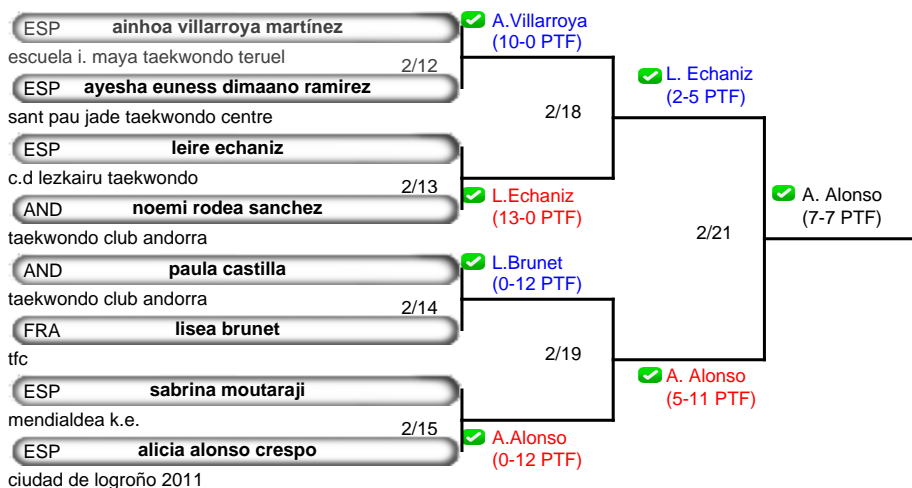 ESP ainhoa villarroya martínez
escuela i. maya taekwondo teruel
2/12
ESP ayesha euness dimaano ramirez
sant pau jade taekwondo centre
A.Villarroya
(10-0 PTF)
ESP leire echaniz
c.d lezkairu taekwondo
2/13
AND noemi rodea sanchez
taekwondo club andorra
L.Echaniz
(13-0 PTF)
2/18
L. Echaniz
(2-5 PTF)
AND paula castilla
taekwondo club andorra
2/14
FRA lisea brunet
tfc
L.Brunet
(0-12 PTF)
ESP sabrina moutaraji
mendialdea k.e.
2/15
ESP alicia alonso crespo
ciudad de logroño 2011
A.Alonso
(0-12 PTF)
2/19
A. Alonso
(5-11 PTF)
2/21
A. Alonso
(7-7 PTF)